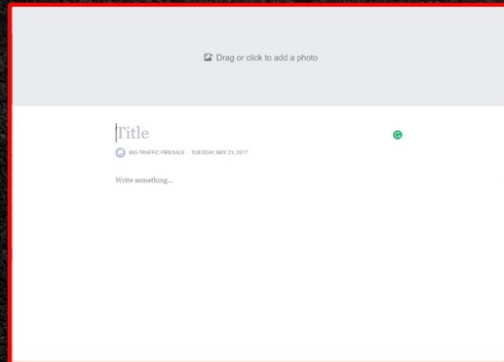 Drag or click to add a photo
Title
BIG TRAFFIC FIRESALE · TUESDAY MAY 23, 2017
Write something...